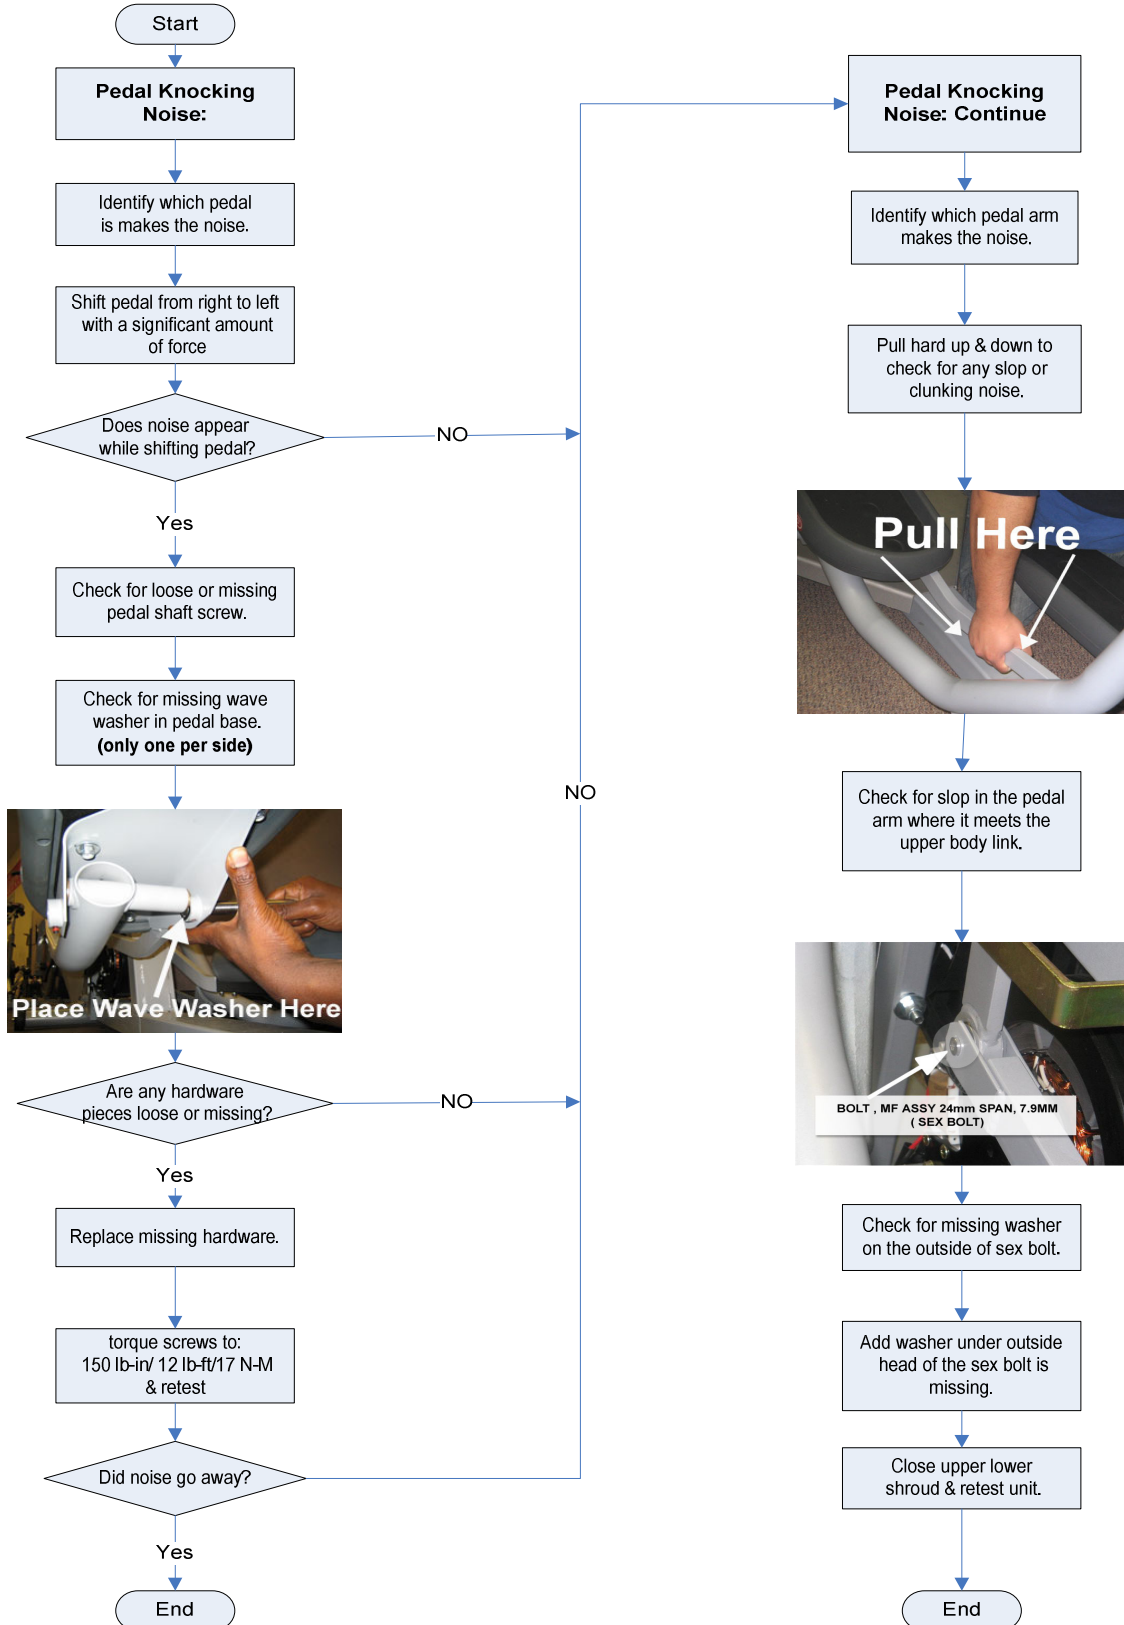 Start
Pedal Knocking
Noise:
Identify which pedal
is makes the noise.
Shift pedal from right to left
with a significant amount
of force
Does noise appear
while shifting pedal?
NO
Yes
Check for loose or missing
pedal shaft screw.
Check for missing wave
washer in pedal base.
(only one per side)
Place Wave Washer Here
Are any hardware
pieces loose or missing?
NO
Yes
Replace missing hardware.
torque screws to:
150 lb-in/ 12 lb-ft/17 N-M
& retest
Did noise go away?
NO
Yes
End
Pedal Knocking
Noise: Continue
Identify which pedal arm
makes the noise.
Pull hard up & down to
check for any slop or
clunking noise.
Pull Here
Check for slop in the pedal
arm where it meets the
upper body link.
BOLT , MF ASSY 24mm SPAN, 7.9MM
( SEX BOLT)
Check for missing washer
on the outside of sex bolt.
Add washer under outside
head of the sex bolt is
missing.
Close upper lower
shroud & retest unit.
End